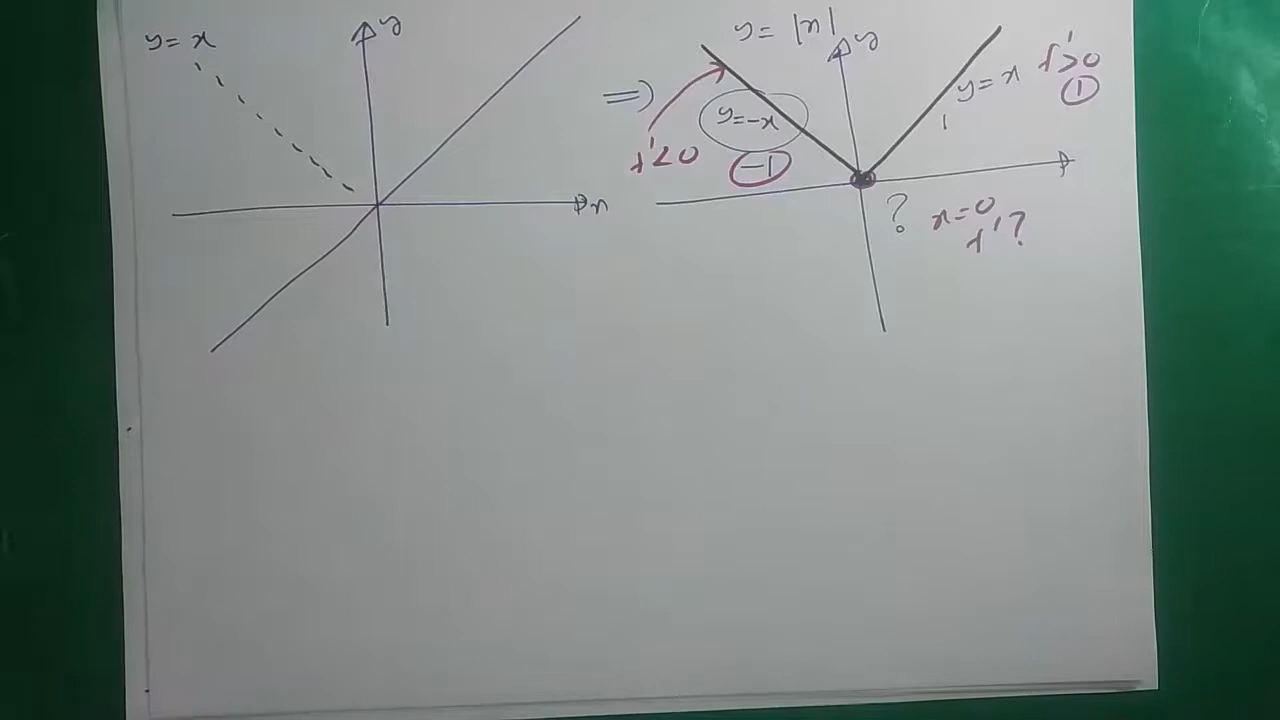 y = x
y
x
⇒
y = |x|
y
y = -x
f' < 0
-1
y = x
1
f' > 0
1
?
x = 0
f' ?